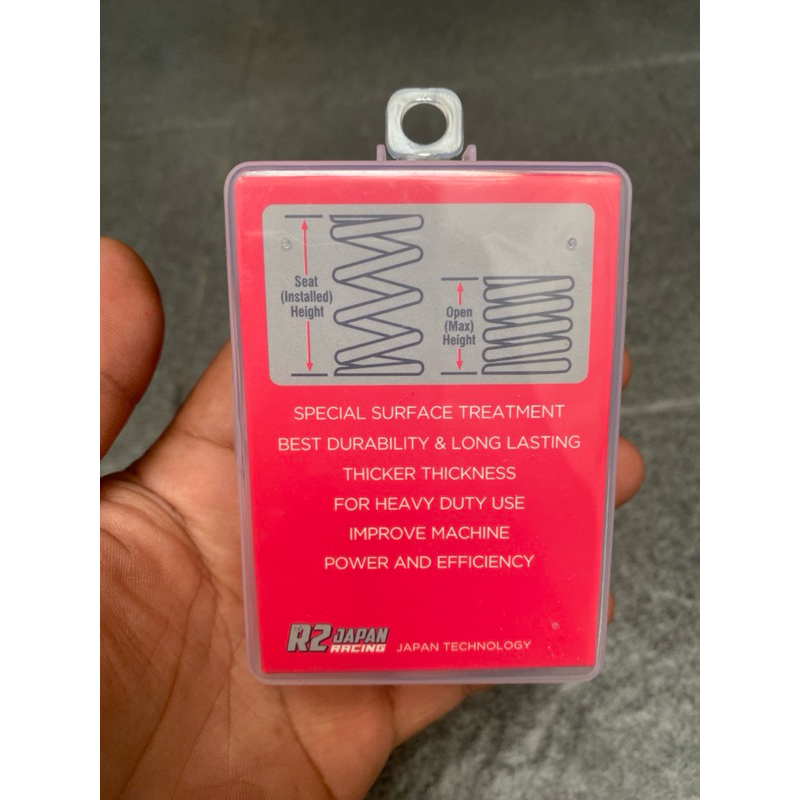 Seat
(Installed)
Height
Open
(Max)
Height
SPECIAL SURFACE TREATMENT
BEST DURABILITY & LONG LASTING
THICKER THICKNESS
FOR HEAVY DUTY USE
IMPROVE MACHINE
POWER AND EFFICIENCY
R2 JAPAN
RACING
JAPAN TECHNOLOGY